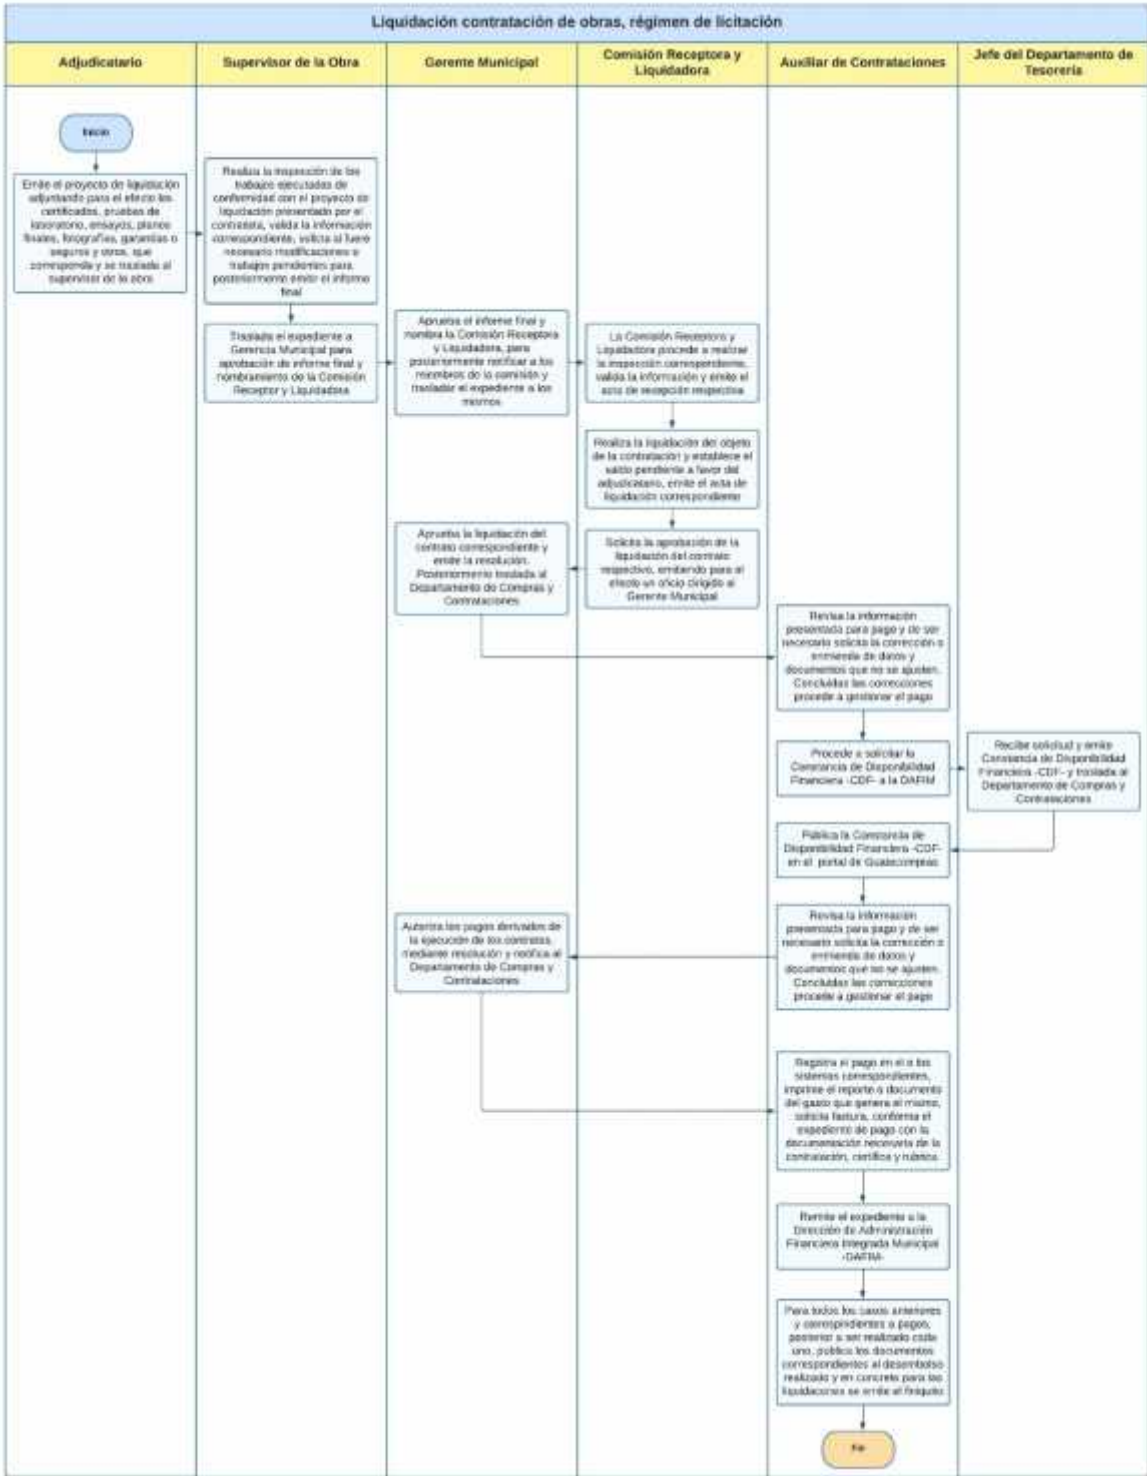 Liquidación contratación de obras, régimen de licitación
Adjudicatario
Supervisor de la Obra
Gerente Municipal
Comisión Receptora y
Liquidadora
Auxiliar de Contrataciones
Jefe del Departamento de
Tesorería
Inicio
Emite el proyecto de liquidación
adjuntando para el efecto los
certificados, pruebas de
laboratorio, ensayos, planos
finales, fotografías, garantías o
seguros y otros, que
corresponda y se traslada al
supervisor de la obra
Realiza la inspección de los
trabajos ejecutados de
conformidad con el proyecto de
liquidación presentado por el
contratista, valida la información
correspondiente, solicita si fuere
necesario modificaciones o
trabajos pendientes para
posteriormente emitir el informe
final
Traslada el expediente a
Gerencia Municipal para
aprobación de informe final y
nombramiento de la Comisión
Receptor y Liquidadora
Aprueba el informe final y
nombra la Comisión Receptora
y Liquidadora, para
posteriormente notificar a los
miembros de la comisión y
trasladar el expediente a los
mismos
La Comisión Receptora y
Liquidadora procede a realizar
la inspección correspondiente,
valida la información y emite el
acta de recepción respectiva
Realiza la liquidación del objeto
de la contratación y establece el
saldo pendiente a favor del
adjudicatario, emite el acta de
liquidación correspondiente
Solicita la aprobación de la
liquidación del contrato
respectivo, emitiendo para el
efecto un oficio dirigido al
Gerente Municipal
Aprueba la liquidación del
contrato correspondiente y
emite la resolución.
Posteriormente traslada al
Departamento de Compras y
Contrataciones
Revisa la información
presentada para pago y de ser
necesario solicita la corrección o
enmienda de datos y
documentos que no se ajusten.
Concluidas las correcciones
procede a gestionar el pago
Procede a solicitar la
Constancia de Disponibilidad
Financiera -CDF- a la DAFIM
Recibe solicitud y emite
Constancia de Disponibilidad
Financiera -CDF- y traslada al
Departamento de Compras y
Contrataciones
Pública la Constancia de
Disponibilidad Financiera -CDF-
en el portal de Guatecompras
Revisa la información
presentada para pago y de ser
necesario solicita la corrección o
enmienda de datos y
documentos que no se ajusten.
Concluidas las correcciones
procede a gestionar el pago
Autoriza los pagos derivados de
la ejecución de los contratos,
mediante resolución y notifica al
Departamento de Compras y
Contrataciones
Registra el pago en el o los
sistemas correspondientes,
imprime el reporte o documento
del gasto que genera el mismo,
solicita factura, conforma el
expediente de pago con la
documentación necesaria de la
contratación, certifica y rubrica
Remite el expediente a la
Dirección de Administración
Financiera Integrada Municipal
-DAFIM-
Para todos los casos anteriores
y correspondientes a pagos,
posterior a ser realizado cada
uno, publica los documentos
correspondientes al desembolso
realizado y en concreto para las
liquidaciones se emite el finiquito
Fin